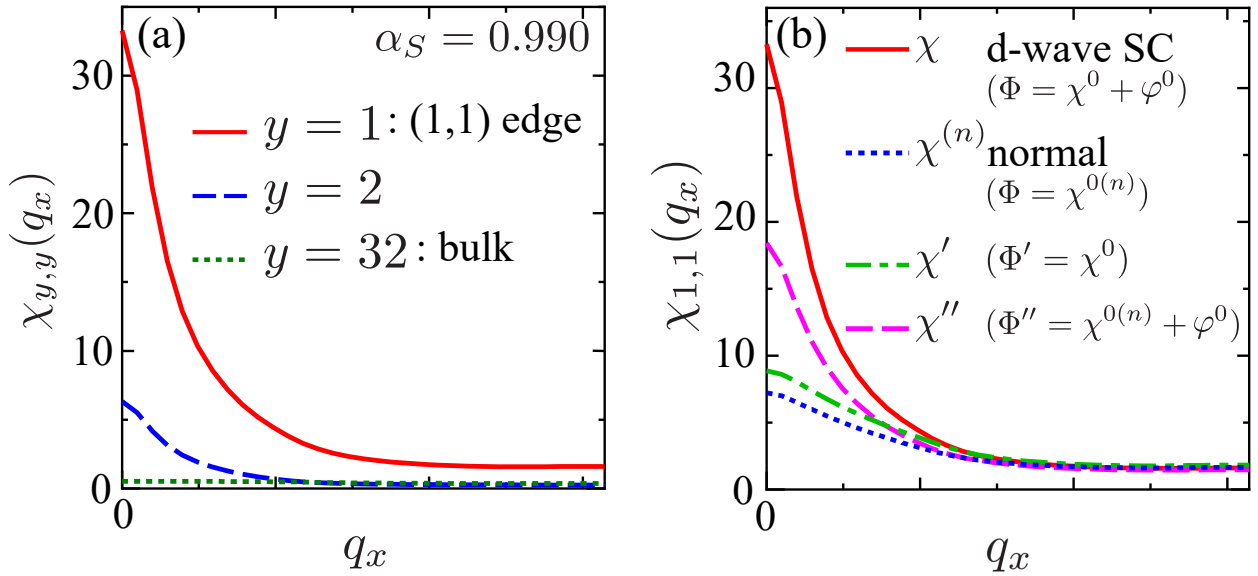 (a)
α_S = 0.990
y = 1 : (1,1) edge
y = 2
y = 32 : bulk
χ_{y,y}(q_x)
30
20
10
0
0
q_x
(b)
χ d-wave SC
(Φ = χ^0 + φ^0)
χ^{(n)} normal
(Φ = χ^{0(n)})
χ′ (Φ′ = χ^0)
χ″ (Φ″ = χ^{0(n)} + φ^0)
χ_{1,1}(q_x)
30
20
10
0
0
q_x